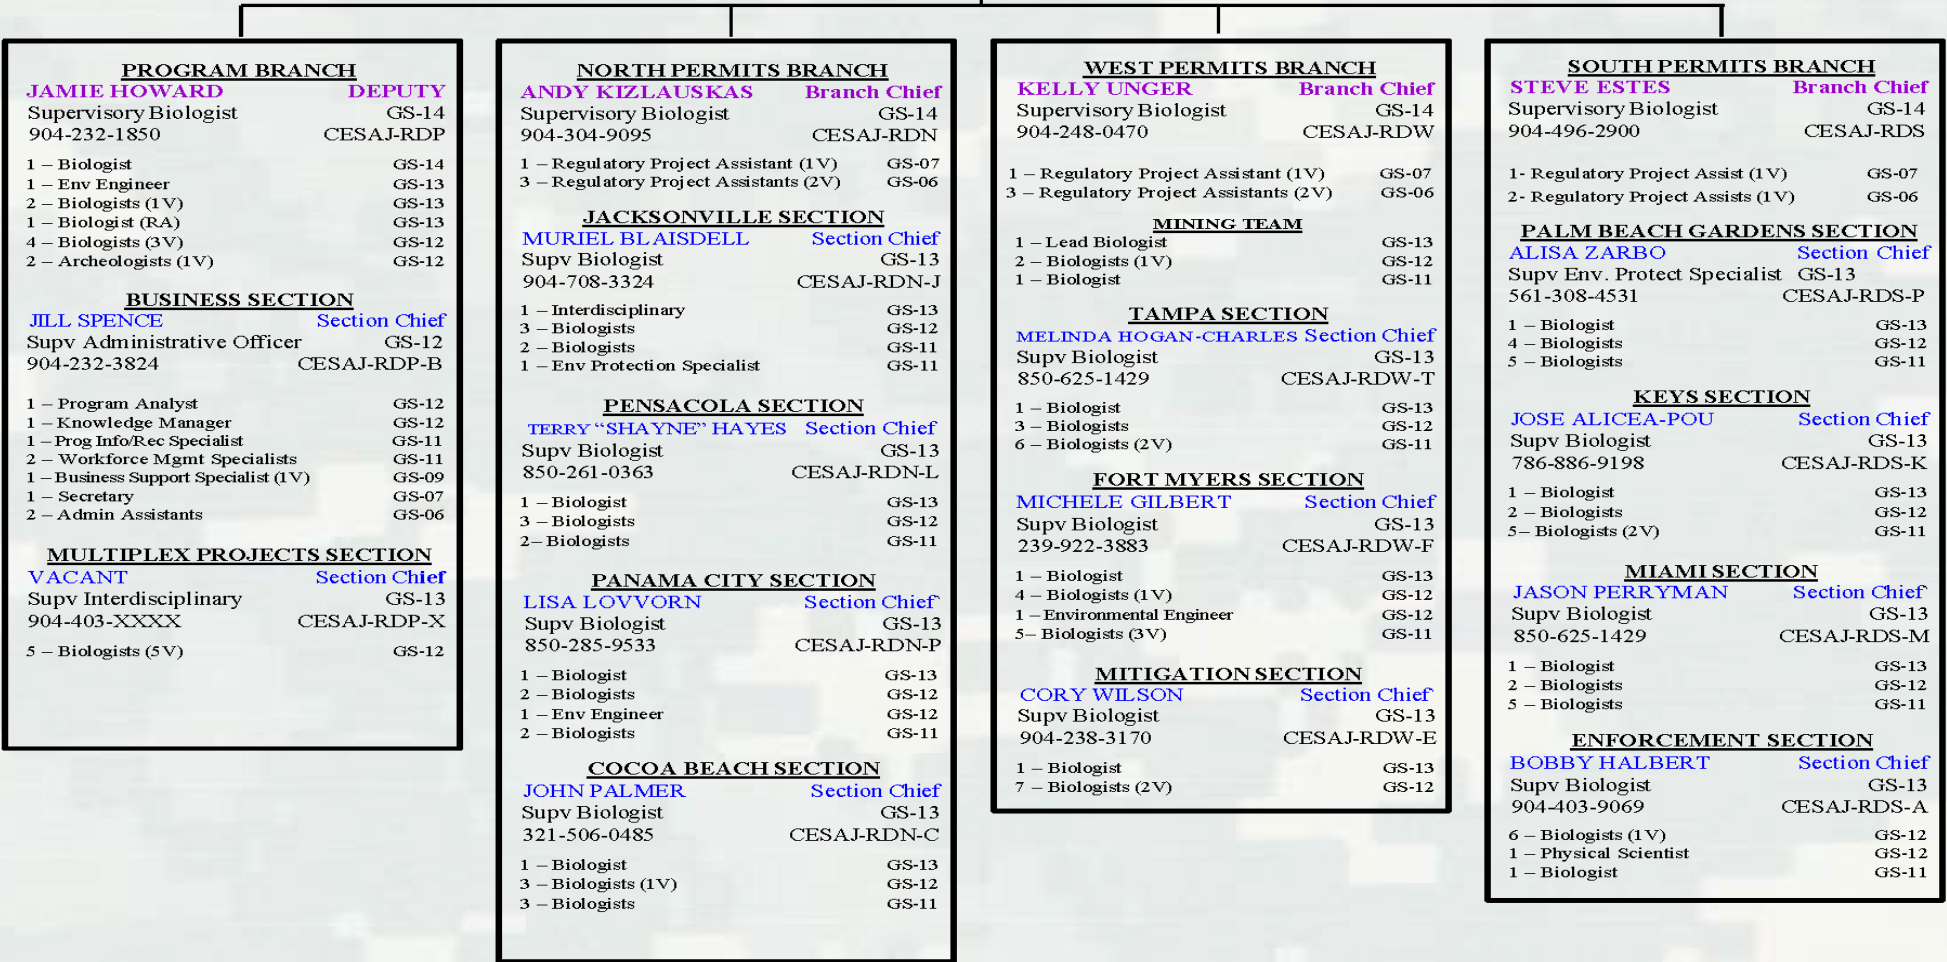 PROGRAM BRANCH
JAMIE HOWARD DEPUTY
Supervisory Biologist GS-14
904-232-1850 CESAJ-RDP
1 – Biologist GS-14
1 – Env Engineer GS-13
2 – Biologists (1V) GS-13
1 – Biologist (RA) GS-13
4 – Biologists (3V) GS-12
2 – Archeologists (1V) GS-12
BUSINESS SECTION
JILL SPENCE Section Chief
Supv Administrative Officer GS-12
904-232-3824 CESAJ-RDP-B
1 – Program Analyst GS-12
1 – Knowledge Manager GS-12
1 – Prog Info/Rec Specialist GS-11
2 – Workforce Mgmt Specialists GS-11
1 – Business Support Specialist (1V) GS-09
1 – Secretary GS-07
2 – Admin Assistants GS-06
MULTIPLEX PROJECTS SECTION
VACANT Section Chief
Supv Interdisciplinary GS-13
904-403-XXXX CESAJ-RDP-X
5 – Biologists (5V) GS-12
NORTH PERMITS BRANCH
ANDY KIZLAUSKAS Branch Chief
Supervisory Biologist GS-14
904-304-9095 CESAJ-RDN
1 – Regulatory Project Assistant (1V) GS-07
3 – Regulatory Project Assistants (2V) GS-06
JACKSONVILLE SECTION
MURIEL BLAISDELL Section Chief
Supv Biologist GS-13
904-708-3324 CESAJ-RDN-J
1 – Interdisciplinary GS-13
3 – Biologists GS-12
2 – Biologists GS-11
1 – Env Protection Specialist GS-11
PENSACOLA SECTION
TERRY “SHAYNE” HAYES Section Chief
Supv Biologist GS-13
850-261-0363 CESAJ-RDN-L
1 – Biologist GS-13
3 – Biologists GS-12
2– Biologists GS-11
PANAMA CITY SECTION
LISA LOVVORN Section Chief`
Supv Biologist GS-13
850-285-9533 CESAJ-RDN-P
1 – Biologist GS-13
2 – Biologists GS-12
1 – Env Engineer GS-12
2 – Biologists GS-11
COCOA BEACH SECTION
JOHN PALMER Section Chief
Supv Biologist GS-13
321-506-0485 CESAJ-RDN-C
1 – Biologist GS-13
3 – Biologists (1V) GS-12
3 – Biologists GS-11
WEST PERMITS BRANCH
KELLY UNGER Branch Chief
Supervisory Biologist GS-14
904-248-0470 CESAJ-RDW
1 – Regulatory Project Assistant (1V) GS-07
3 – Regulatory Project Assistants (2V) GS-06
MINING TEAM
1 – Lead Biologist GS-13
2 – Biologists (1V) GS-12
1 – Biologist GS-11
TAMPA SECTION
MELINDA HOGAN-CHARLES Section Chief
Supv Biologist GS-13
850-625-1429 CESAJ-RDW-T
1 – Biologist GS-13
3 – Biologists GS-12
6 – Biologists (2V) GS-11
FORT MYERS SECTION
MICHELE GILBERT Section Chief
Supv Biologist GS-13
239-922-3883 CESAJ-RDW-F
1 – Biologist GS-13
4 – Biologists (1V) GS-12
1 – Environmental Engineer GS-12
5– Biologists (3V) GS-11
MITIGATION SECTION
CORY WILSON Section Chief`
Supv Biologist GS-13
904-238-3170 CESAJ-RDW-E
1 – Biologist GS-13
7 – Biologists (2V) GS-12
SOUTH PERMITS BRANCH
STEVE ESTES Branch Chief
Supervisory Biologist GS-14
904-496-2900 CESAJ-RDS
1- Regulatory Project Assist (1V) GS-07
2- Regulatory Project Assists (1V) GS-06
PALM BEACH GARDENS SECTION
ALISA ZARBO Section Chief
Supv Env. Protect Specialist GS-13
561-308-4531 CESAJ-RDS-P
1 – Biologist GS-13
4 – Biologists GS-12
5 – Biologists GS-11
KEYS SECTION
JOSE ALICEA-POU Section Chief
Supv Biologist GS-13
786-886-9198 CESAJ-RDS-K
1 – Biologist GS-13
2 – Biologists GS-12
5– Biologists (2V) GS-11
MIAMI SECTION
JASON PERRYMAN Section Chief
Supv Biologist GS-13
850-625-1429 CESAJ-RDS-M
1 – Biologist GS-13
2 – Biologists GS-12
5 – Biologists GS-11
ENFORCEMENT SECTION
BOBBY HALBERT Section Chief
Supv Biologist GS-13
904-403-9069 CESAJ-RDS-A
6 – Biologists (1V) GS-12
1 – Physical Scientist GS-12
1 – Biologist GS-11